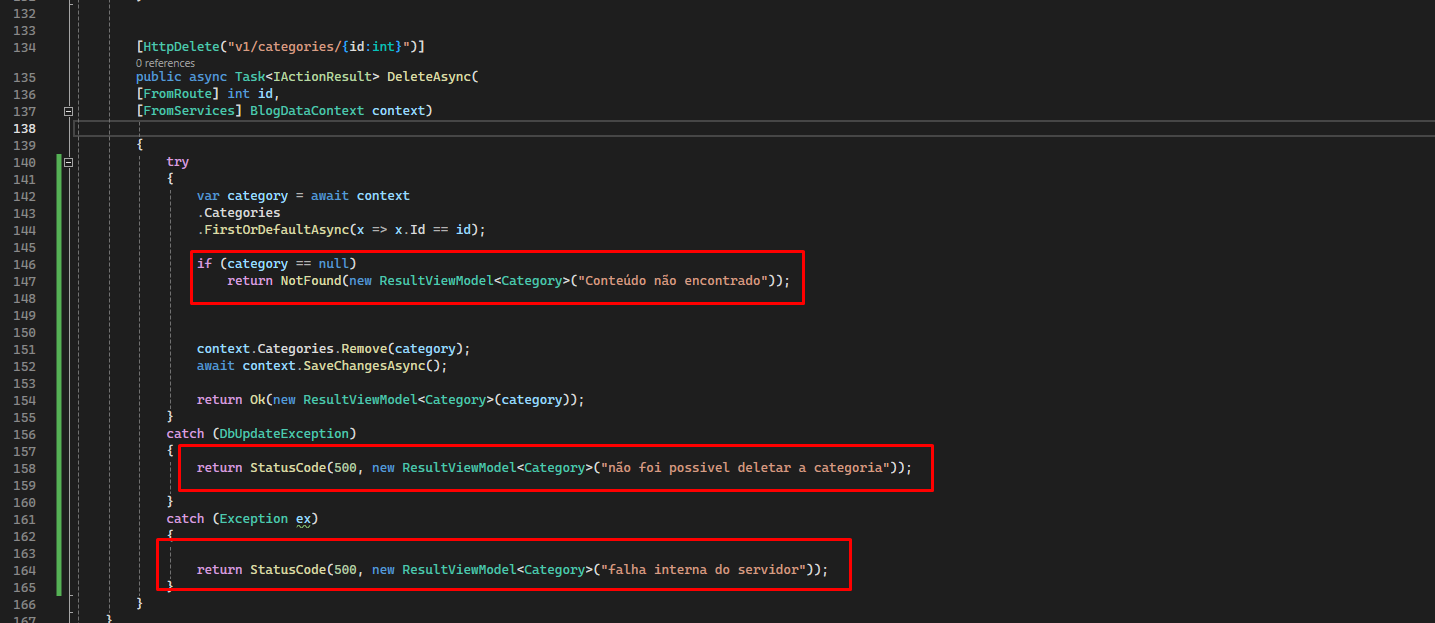 132
133
134 [HttpDelete("v1/categories/{id:int}")]
0 references
135 public async Task<IActionResult> DeleteAsync(
136 [FromRoute] int id,
137 [FromServices] BlogDataContext context)
138
139 {
140 try
141 {
142 var category = await context
143 .Categories
144 .FirstOrDefaultAsync(x => x.Id == id);
145
146 if (category == null)
147 return NotFound(new ResultViewModel<Category>("Conteúdo não encontrado"));
148
149
150
151 context.Categories.Remove(category);
152 await context.SaveChangesAsync();
153
154 return Ok(new ResultViewModel<Category>(category));
155 }
156 catch (DbUpdateException)
157 {
158 return StatusCode(500, new ResultViewModel<Category>("não foi possivel deletar a categoria"));
159
160 }
161 catch (Exception ex)
162 {
163
164 return StatusCode(500, new ResultViewModel<Category>("falha interna do servidor"));
165 }
166 }
167 }